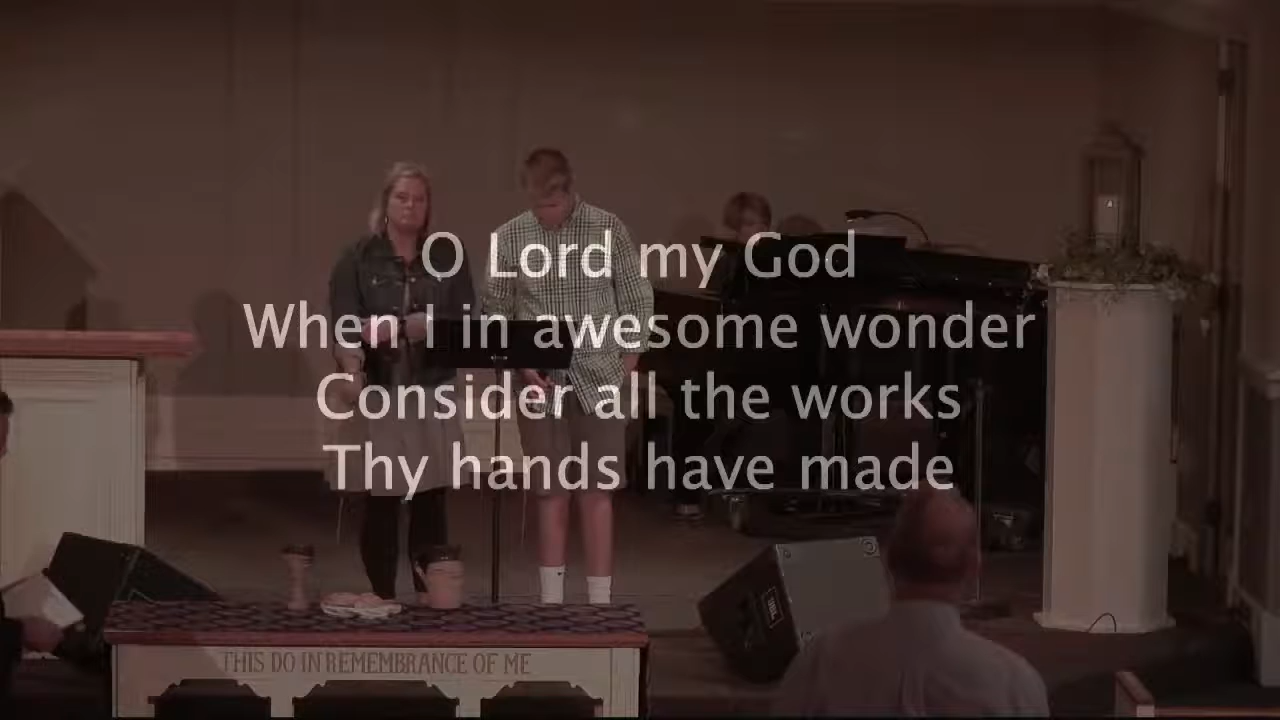 O Lord my God
When I in awesome wonder
Consider all the works
Thy hands have made
JBL
THIS DO IN REMEMBRANCE OF ME